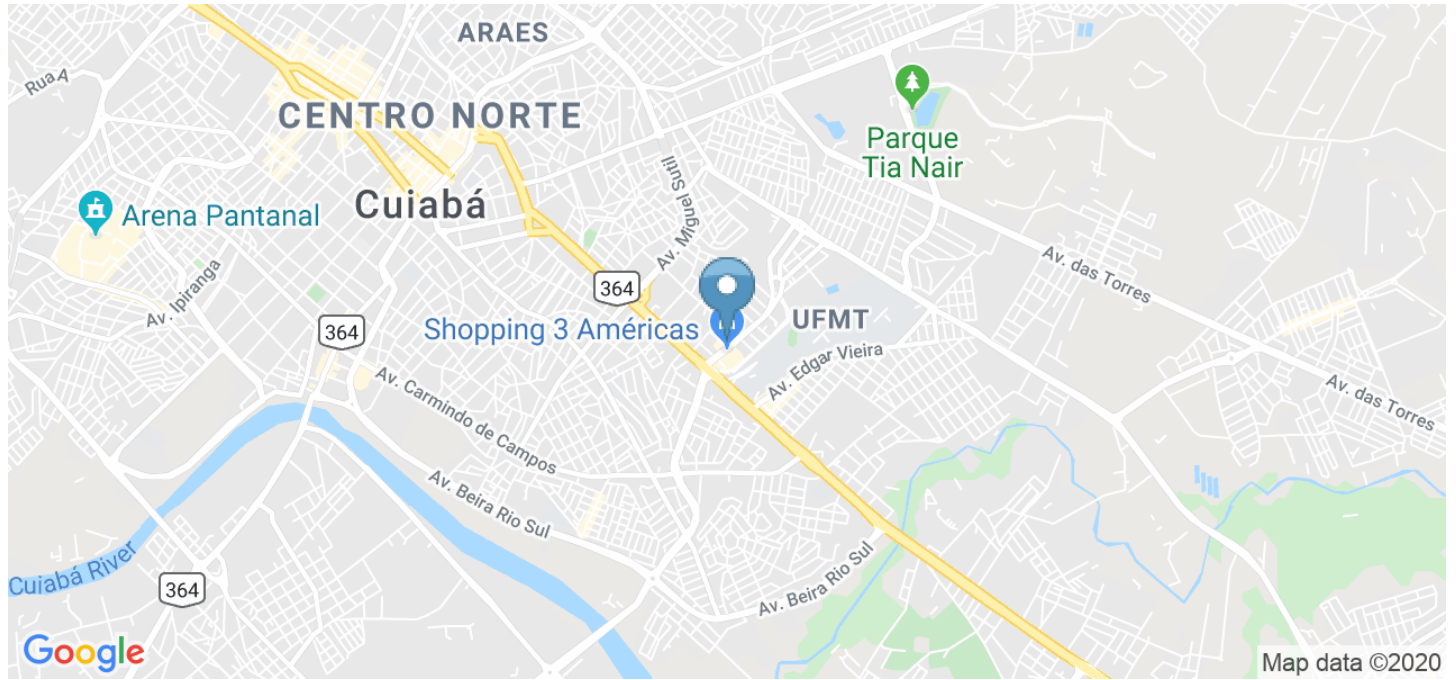 ARAES
Rua A
CENTRO NORTE
Parque
Tia Nair
Av. Miguel Sutil
Cuiabá
Arena Pantanal
Av. das Torres
Av. Ipiranga
364
Shopping 3 Américas
UFMT
364
Av. Edgar Vieira
Av. das Torres
Av. Carmindo de Campos
Av. Beira Rio Sul
Cuiabá River
364
Av. Beira Rio Sul
Google
Map data ©2020